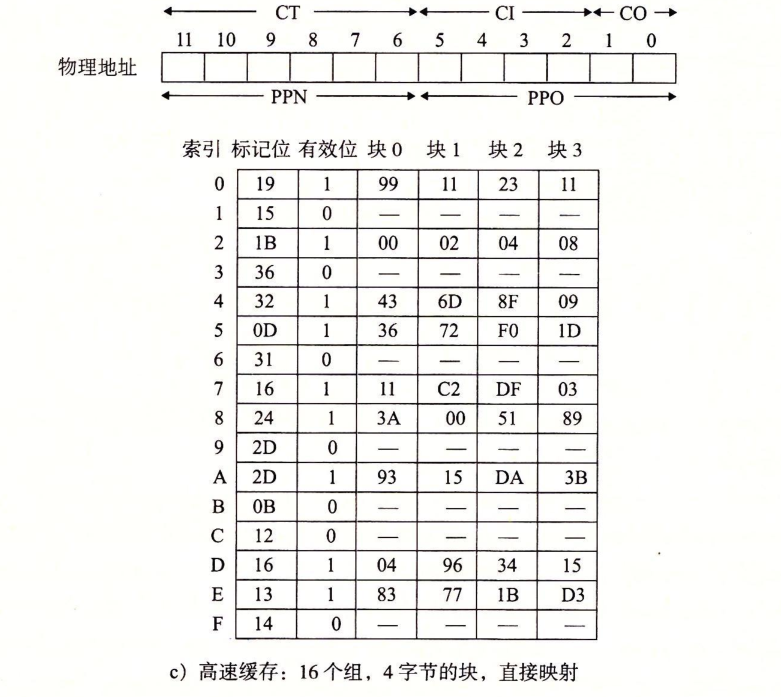 CT CI CO
11 10 9 8 7 6 5 4 3 2 1 0
物理地址
PPN PPO
索引 标记位 有效位 块0 块1 块2 块3
0 19 1 99 11 23 11
1 15 0 — — — —
2 1B 1 00 02 04 08
3 36 0 — — — —
4 32 1 43 6D 8F 09
5 0D 1 36 72 F0 1D
6 31 0 — — — —
7 16 1 11 C2 DF 03
8 24 1 3A 00 51 89
9 2D 0 — — — —
A 2D 1 93 15 DA 3B
B 0B 0 — — — —
C 12 0 — — — —
D 16 1 04 96 34 15
E 13 1 83 77 1B D3
F 14 0 — — — —
c）高速缓存：16个组，4字节的块，直接映射